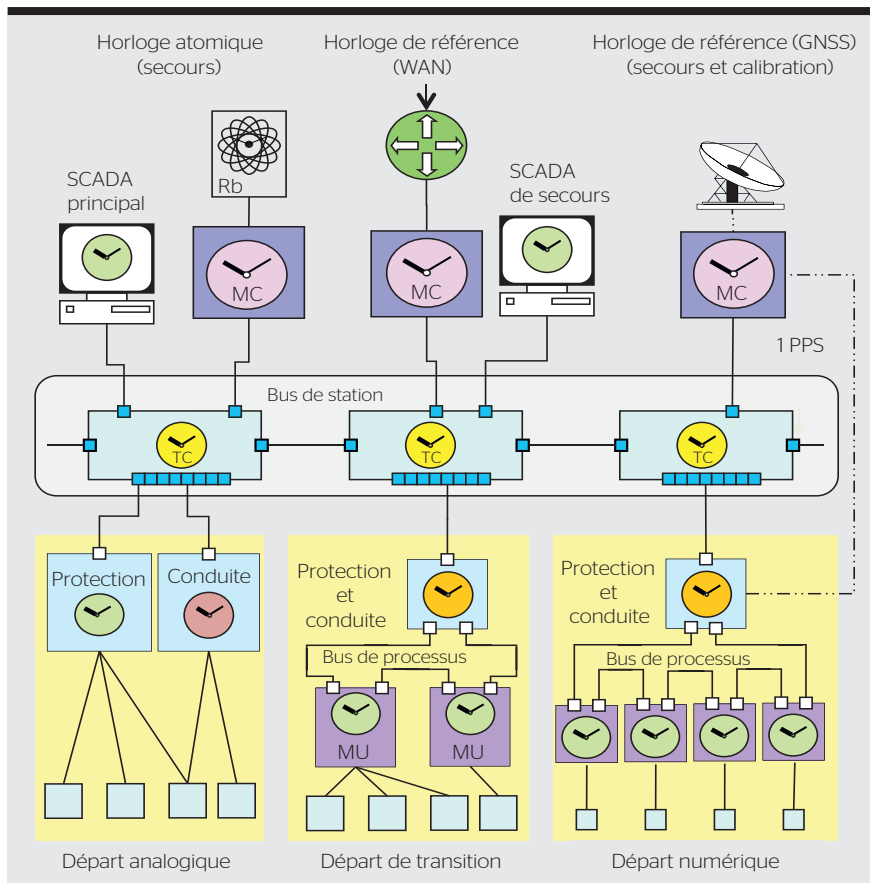 Horloge atomique
(secours)
Horloge de référence
(WAN)
Horloge de référence (GNSS)
(secours et calibration)
Rb
SCADA
principal
SCADA
de secours
MC
MC
MC
1 PPS
Bus de station
TC
TC
TC
Protection
Conduite
Protection
et
conduite
Protection
et
conduite
Bus de processus
Bus de processus
MU
MU
Départ analogique
Départ de transition
Départ numérique